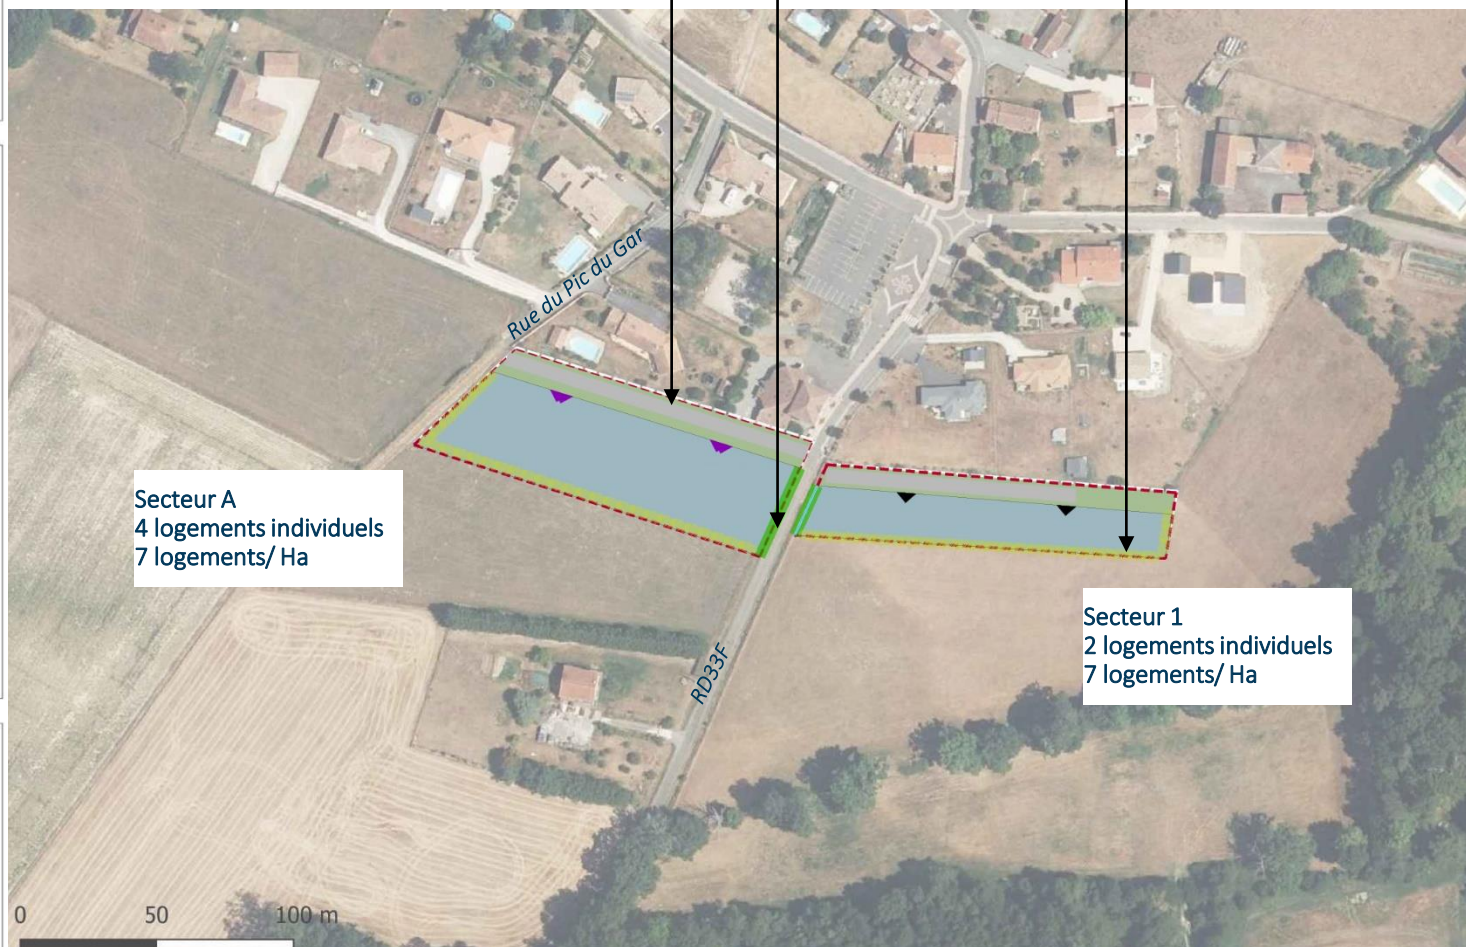 Rue du Pic du Gar
Secteur A
4 logements individuels
7 logements/ Ha
Secteur 1
2 logements individuels
7 logements/ Ha
RD33F
0 50 100 m